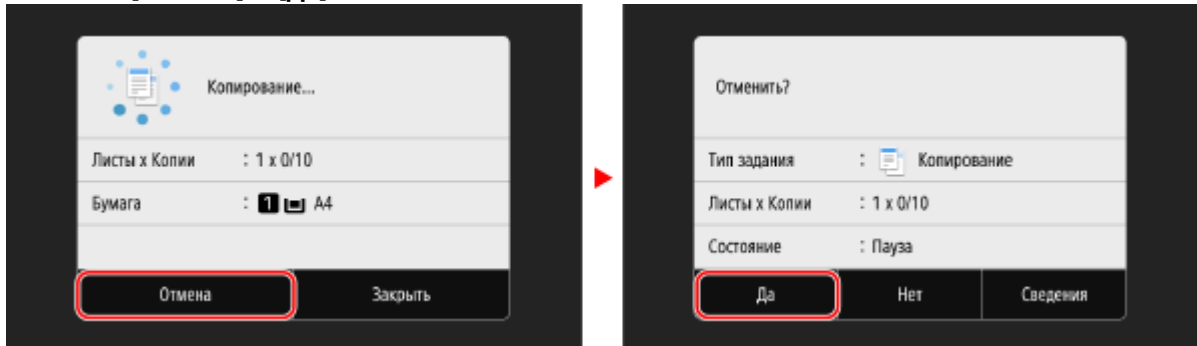 Копирование...
Листы x Копии : 1 x 0/10
Бумага : 1 A4
Отмена Закрыть
Отменить?
Тип задания : Копирование
Листы x Копии : 1 x 0/10
Состояние : Пауза
Да Нет Сведения